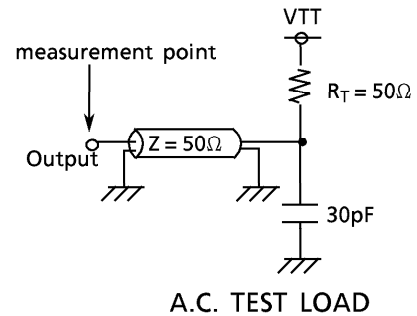 VTT
measurement point
R_T = 50Ω
Z = 50Ω
Output
30pF
A.C. TEST LOAD